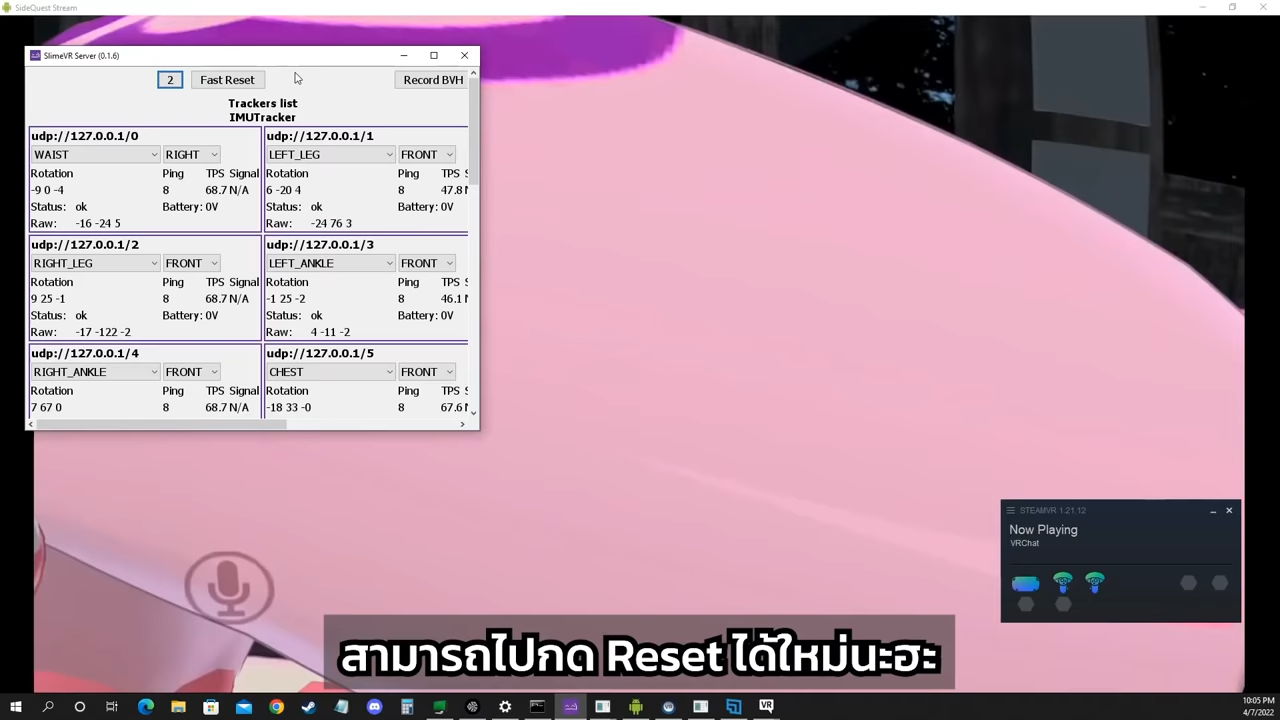 SideQuest Stream
SlimeVR Server (0.1.6)
2
Fast Reset
Record BVH
Trackers list
IMUTracker
udp://127.0.0.1/0
WAIST
RIGHT
Rotation Ping TPS Signal
-9 0 -4 8 68.7 N/A
Status: ok Battery: 0V
Raw: -16 -24 5
udp://127.0.0.1/1
LEFT_LEG
FRONT
Rotation Ping TPS S
6 -20 4 8 47.8 N
Status: ok Battery: 0V
Raw: -24 76 3
udp://127.0.0.1/2
RIGHT_LEG
FRONT
Rotation Ping TPS Signal
9 25 -1 8 68.7 N/A
Status: ok Battery: 0V
Raw: -17 -122 -2
udp://127.0.0.1/3
LEFT_ANKLE
FRONT
Rotation Ping TPS S
-1 25 -2 8 46.1 N
Status: ok Battery: 0V
Raw: 4 -11 -2
udp://127.0.0.1/4
RIGHT_ANKLE
FRONT
Rotation Ping TPS Signal
7 67 0 8 68.7 N/A
udp://127.0.0.1/5
CHEST
FRONT
Rotation Ping TPS S
-18 33 -0 8 67.6 N
STEAMVR 1.21.12
Now Playing
VRChat
สามารถไปกด Reset ได้ใหม่นะฮะ
VR
10:05 PM
4/7/2022